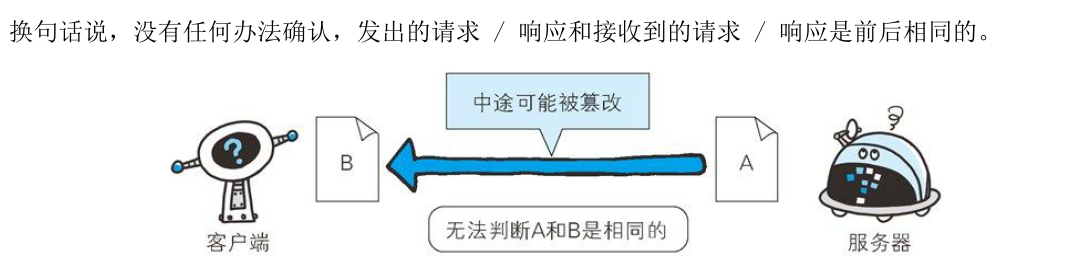 换句话说，没有任何办法确认，发出的请求 / 响应和接收到的请求 / 响应是前后相同的。
中途可能被篡改
?
B
A
无法判断A和B是相同的
客户端
服务器